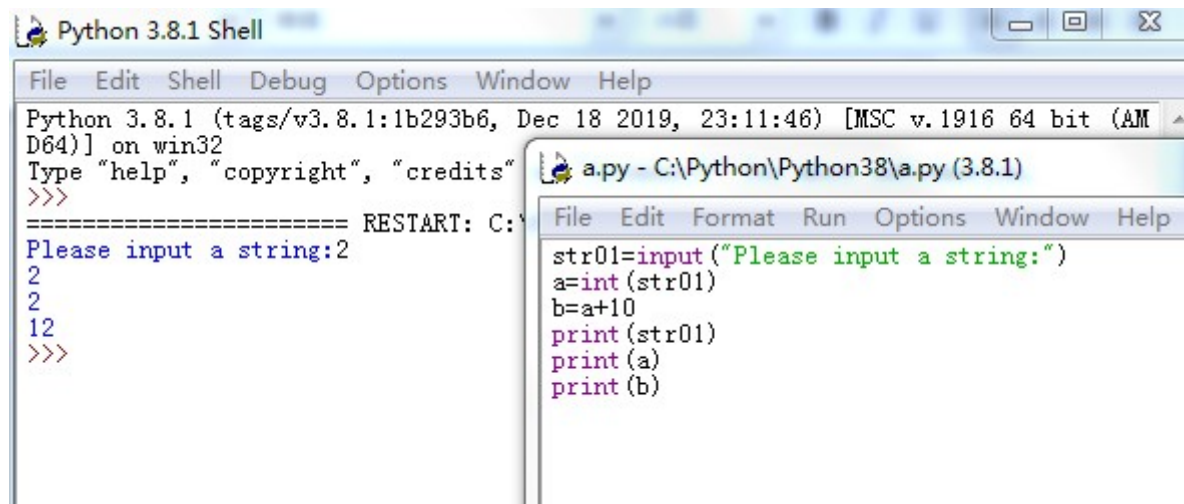 Python 3.8.1 Shell
File Edit Shell Debug Options Window Help
Python 3.8.1 (tags/v3.8.1:1b293b6, Dec 18 2019, 23:11:46) [MSC v.1916 64 bit (AM
D64)] on win32
Type "help", "copyright", "credits"
>>>
======================= RESTART: C:\
Please input a string:2
2
2
12
>>>
a.py - C:\Python\Python38\a.py (3.8.1)
File Edit Format Run Options Window Help
str01=input("Please input a string:")
a=int(str01)
b=a+10
print(str01)
print(a)
print(b)